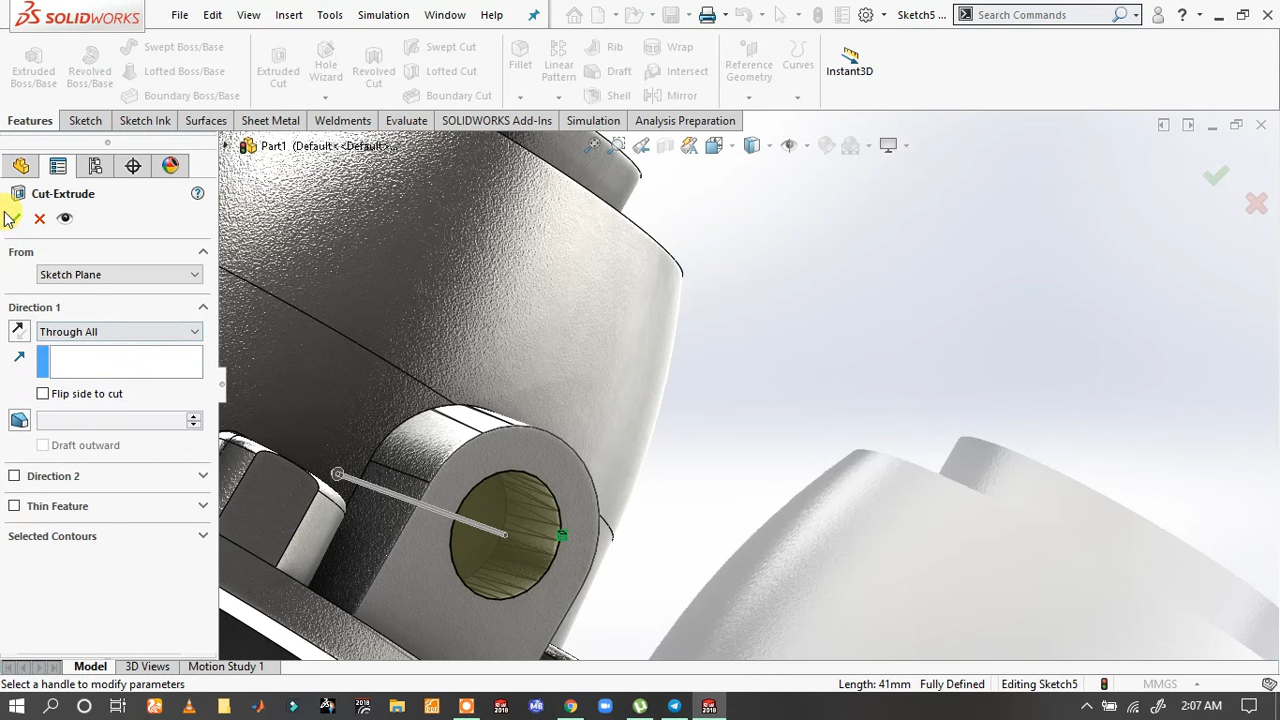 SOLIDWORKS File Edit View Insert Tools Simulation Window Help Sketch5 ... Search Commands ?
Extruded Boss/Base Revolved Boss/Base Swept Boss/Base Lofted Boss/Base Boundary Boss/Base Extruded Cut Hole Wizard Revolved Cut Swept Cut Lofted Cut Boundary Cut Fillet Linear Pattern Rib Draft Shell Wrap Intersect Mirror Reference Geometry Curves Instant3D
Features Sketch Sketch Ink Surfaces Sheet Metal Weldments Evaluate SOLIDWORKS Add-Ins Simulation Analysis Preparation
Part1 (Default<<Default>...
Cut-Extrude
From
Sketch Plane
Direction 1
Through All
Flip side to cut
Draft outward
Direction 2
Thin Feature
Selected Contours
Model 3D Views Motion Study 1
Select a handle to modify parameters Length: 41mm Fully Defined Editing Sketch5 MMGS
2:07 AM